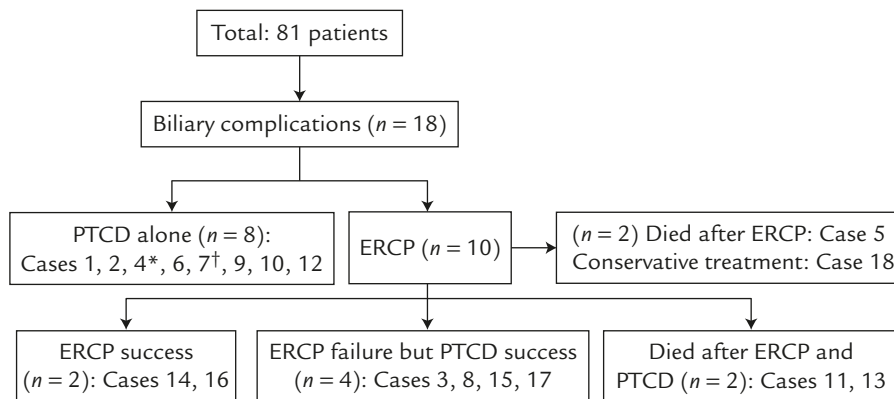 Total: 81 patients
Biliary complications (n = 18)
PTCD alone (n = 8):
Cases 1, 2, 4*, 6, 7†, 9, 10, 12
ERCP (n = 10)
(n = 2) Died after ERCP: Case 5
Conservative treatment: Case 18
ERCP success
(n = 2): Cases 14, 16
ERCP failure but PTCD success
(n = 4): Cases 3, 8, 15, 17
Died after ERCP and
PTCD (n = 2): Cases 11, 13